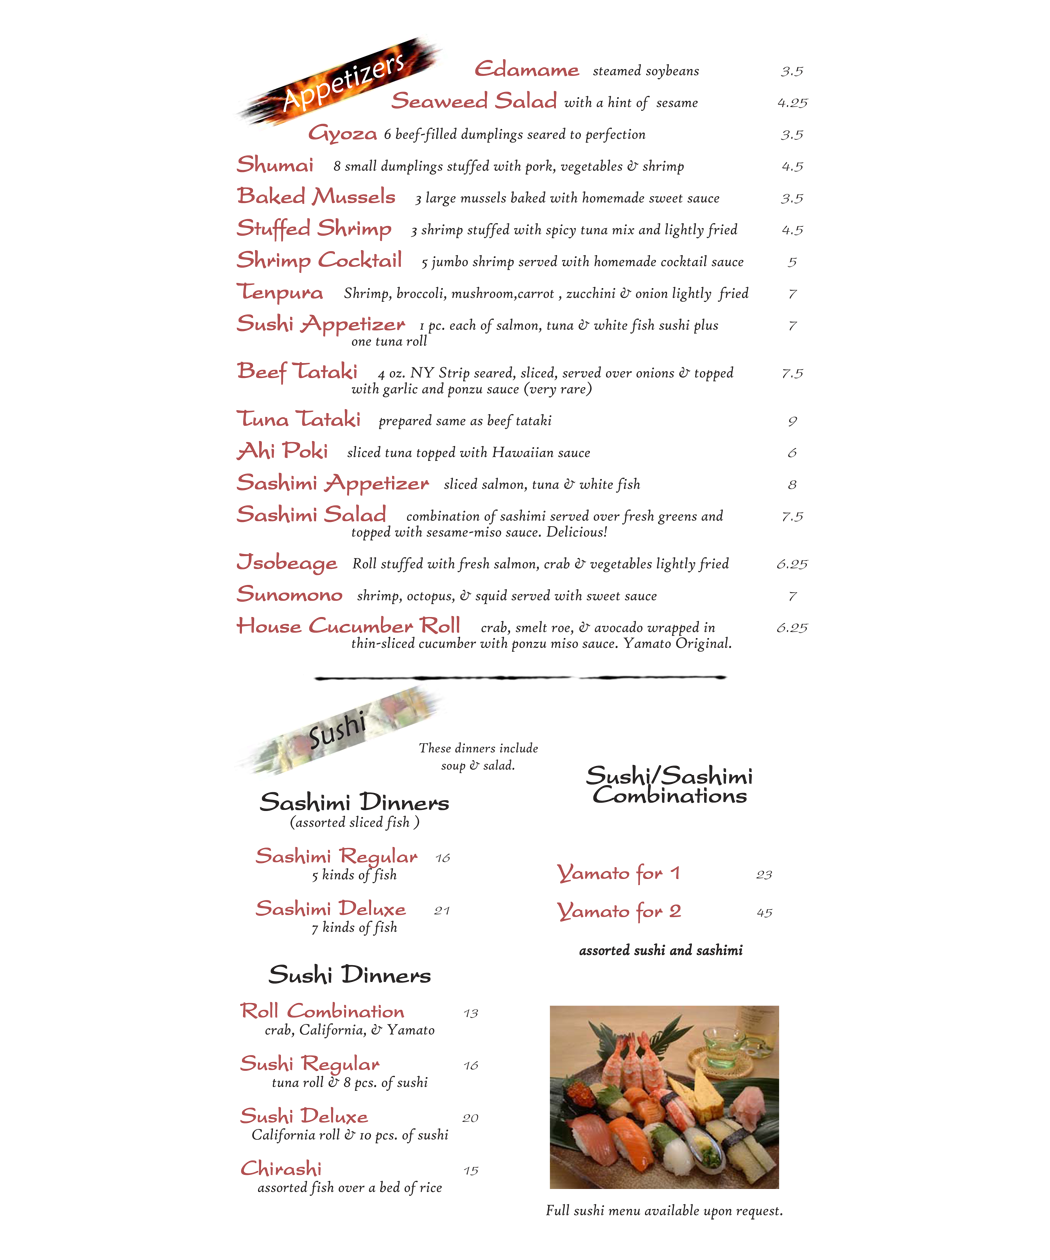 Appetizers
Edamame steamed soybeans 3.5
Seaweed Salad with a hint of sesame 4.25
Gyoza 6 beef-filled dumplings seared to perfection 3.5
Shumai 8 small dumplings stuffed with pork, vegetables & shrimp 4.5
Baked Mussels 3 large mussels baked with homemade sweet sauce 3.5
Stuffed Shrimp 3 shrimp stuffed with spicy tuna mix and lightly fried 4.5
Shrimp Cocktail 5 jumbo shrimp served with homemade cocktail sauce 5
Tenpura Shrimp, broccoli, mushroom,carrot , zucchini & onion lightly fried 7
Sushi Appetizer 1 pc. each of salmon, tuna & white fish sushi plus 7
one tuna roll
Beef Tataki 4 oz. NY Strip seared, sliced, served over onions & topped 7.5
with garlic and ponzu sauce (very rare)
Tuna Tataki prepared same as beef tataki 9
Ahi Poki sliced tuna topped with Hawaiian sauce 6
Sashimi Appetizer sliced salmon, tuna & white fish 8
Sashimi Salad combination of sashimi served over fresh greens and 7.5
topped with sesame-miso sauce. Delicious!
Isobeage Roll stuffed with fresh salmon, crab & vegetables lightly fried 6.25
Sunomono shrimp, octopus, & squid served with sweet sauce 7
House Cucumber Roll crab, smelt roe, & avocado wrapped in 6.25
thin-sliced cucumber with ponzu miso sauce. Yamato Original.
Sushi
These dinners include
soup & salad.
Sashimi Dinners
(assorted sliced fish )
Sashimi Regular 16
5 kinds of fish
Sashimi Deluxe 21
7 kinds of fish
Sushi Dinners
Roll Combination 13
crab, California, & Yamato
Sushi Regular 16
tuna roll & 8 pcs. of sushi
Sushi Deluxe 20
California roll & 10 pcs. of sushi
Chirashi 15
assorted fish over a bed of rice
Sushi/Sashimi
Combinations
Yamato for 1 23
Yamato for 2 45
assorted sushi and sashimi
Full sushi menu available upon request.